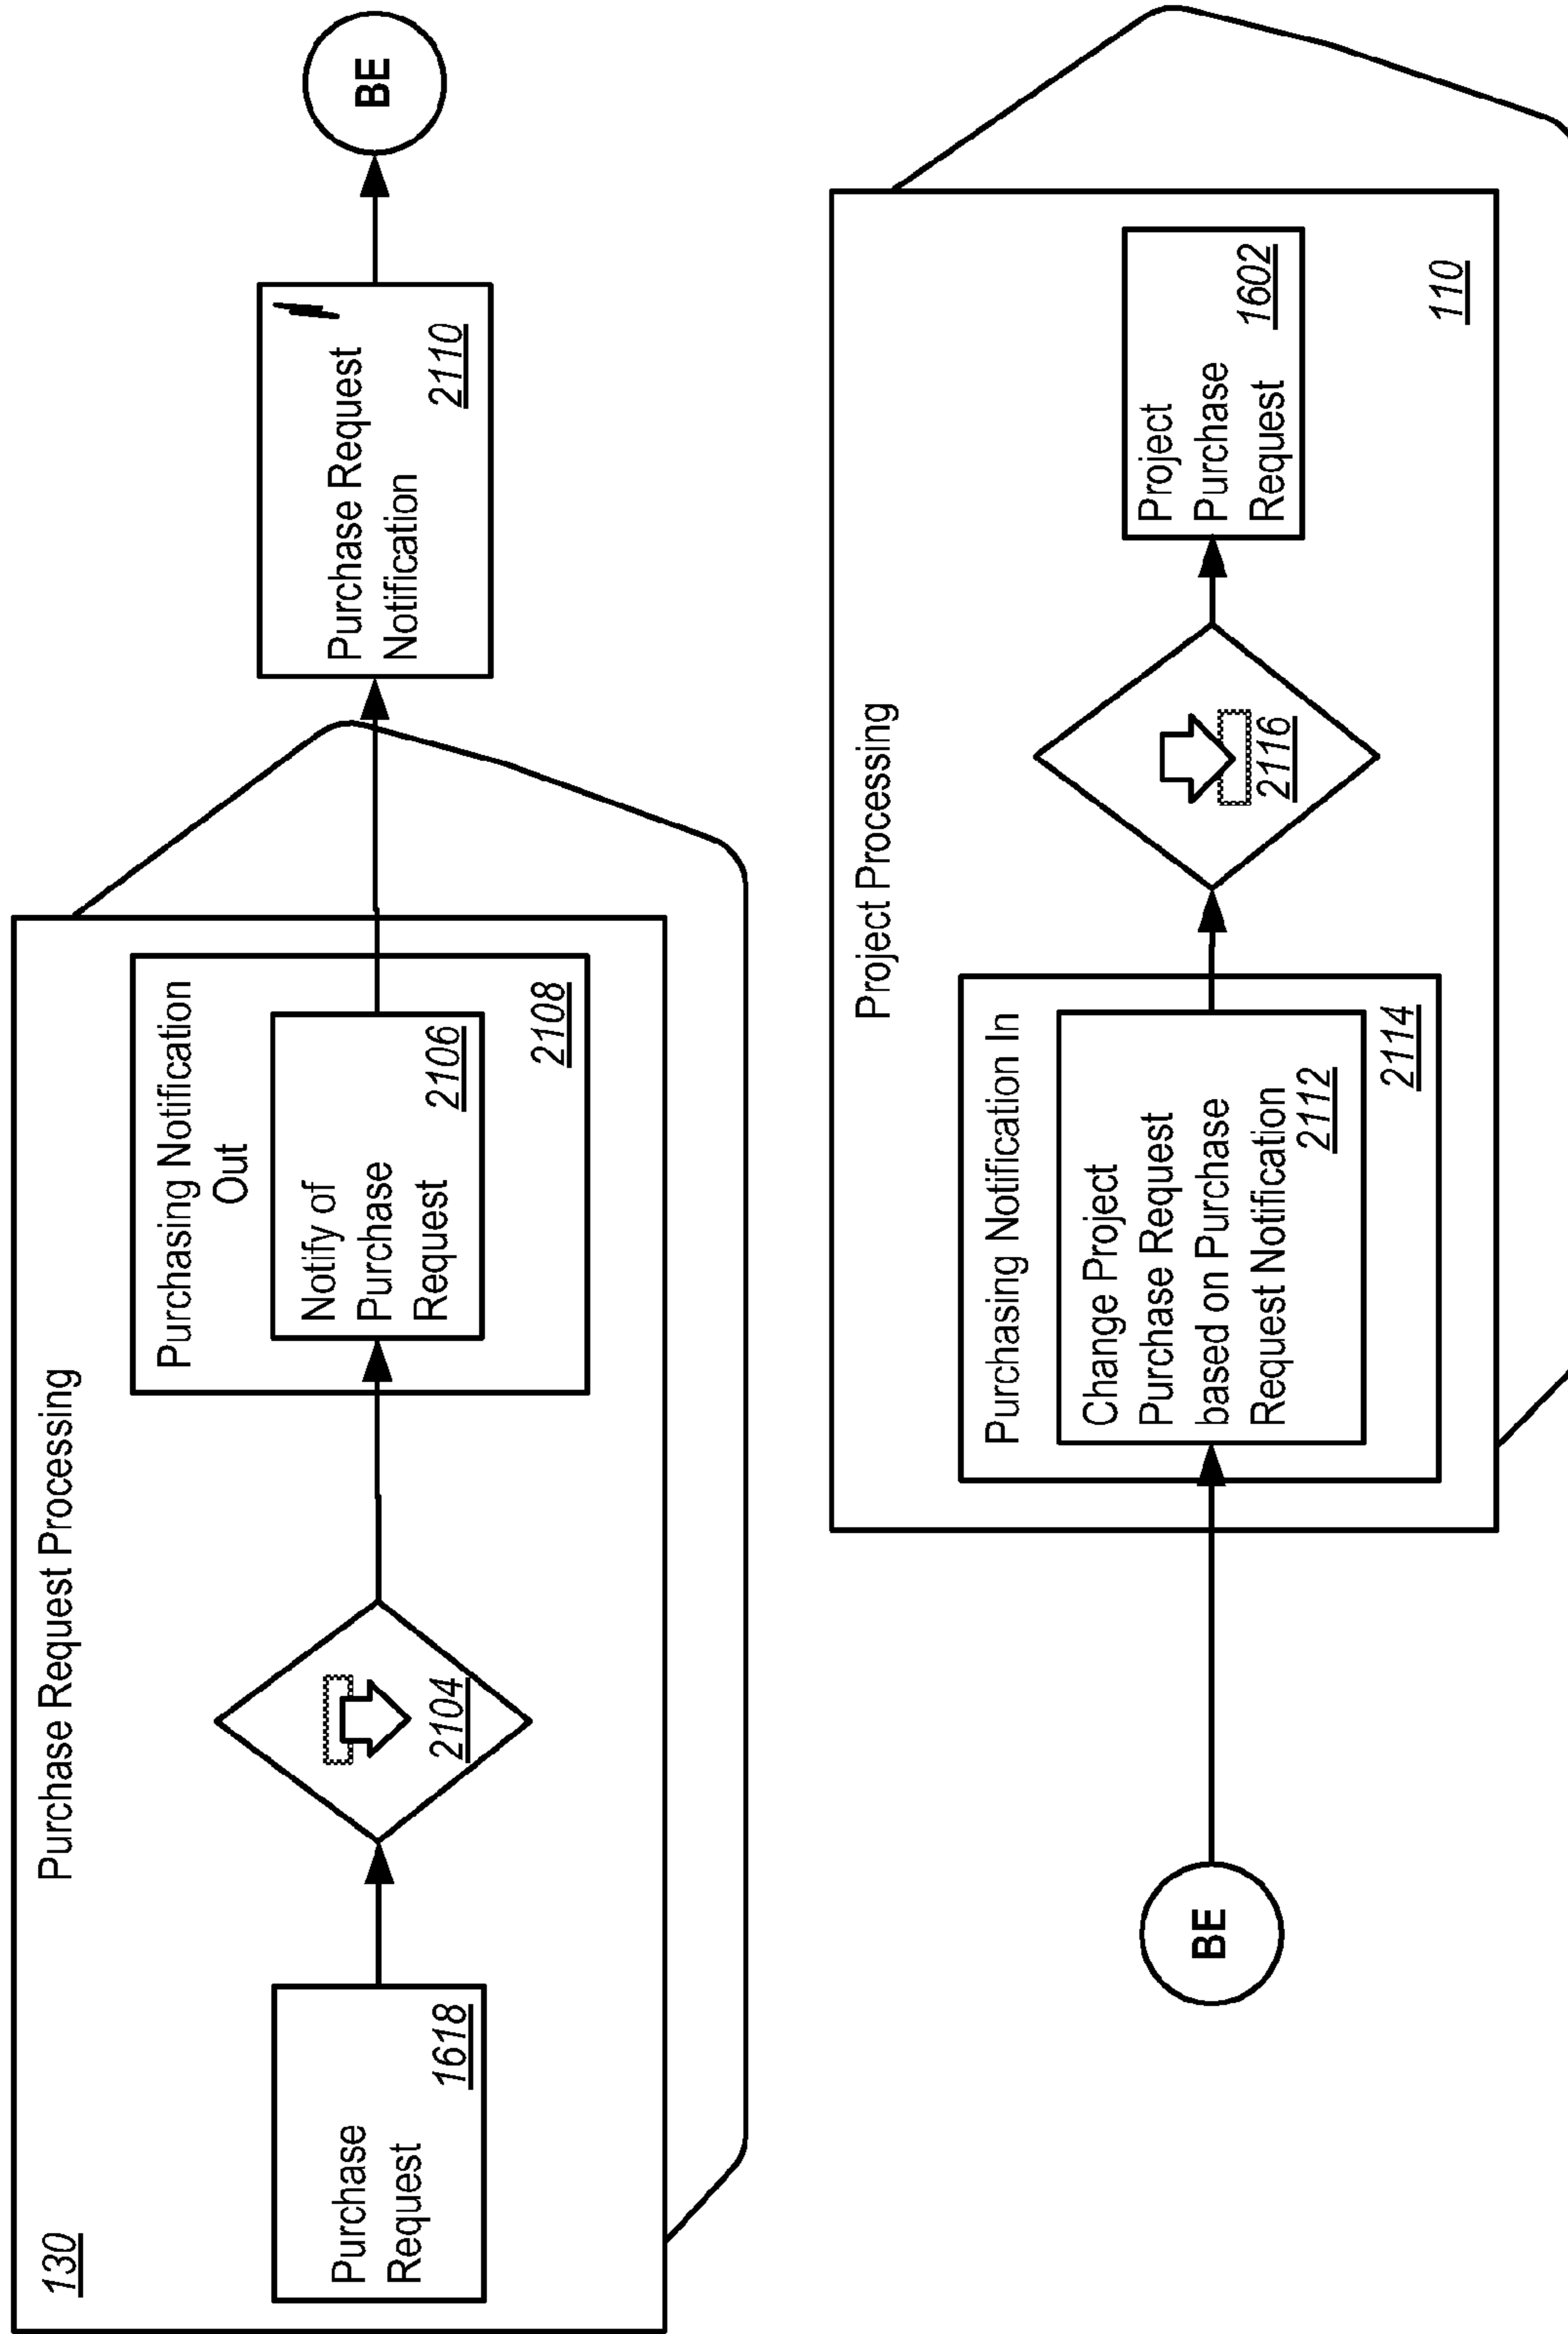 130
Purchase Request Processing
Purchase
Request
1618
2104
Purchasing Notification
Out
Notify of
Purchase
Request
2106
2108
Purchase Request
Notification
2110
BE
BE
Project Processing
Purchasing Notification In
Change Project
Purchase Request
based on Purchase
Request Notification
2112
2114
2116
Project
Purchase
Request
1602
110